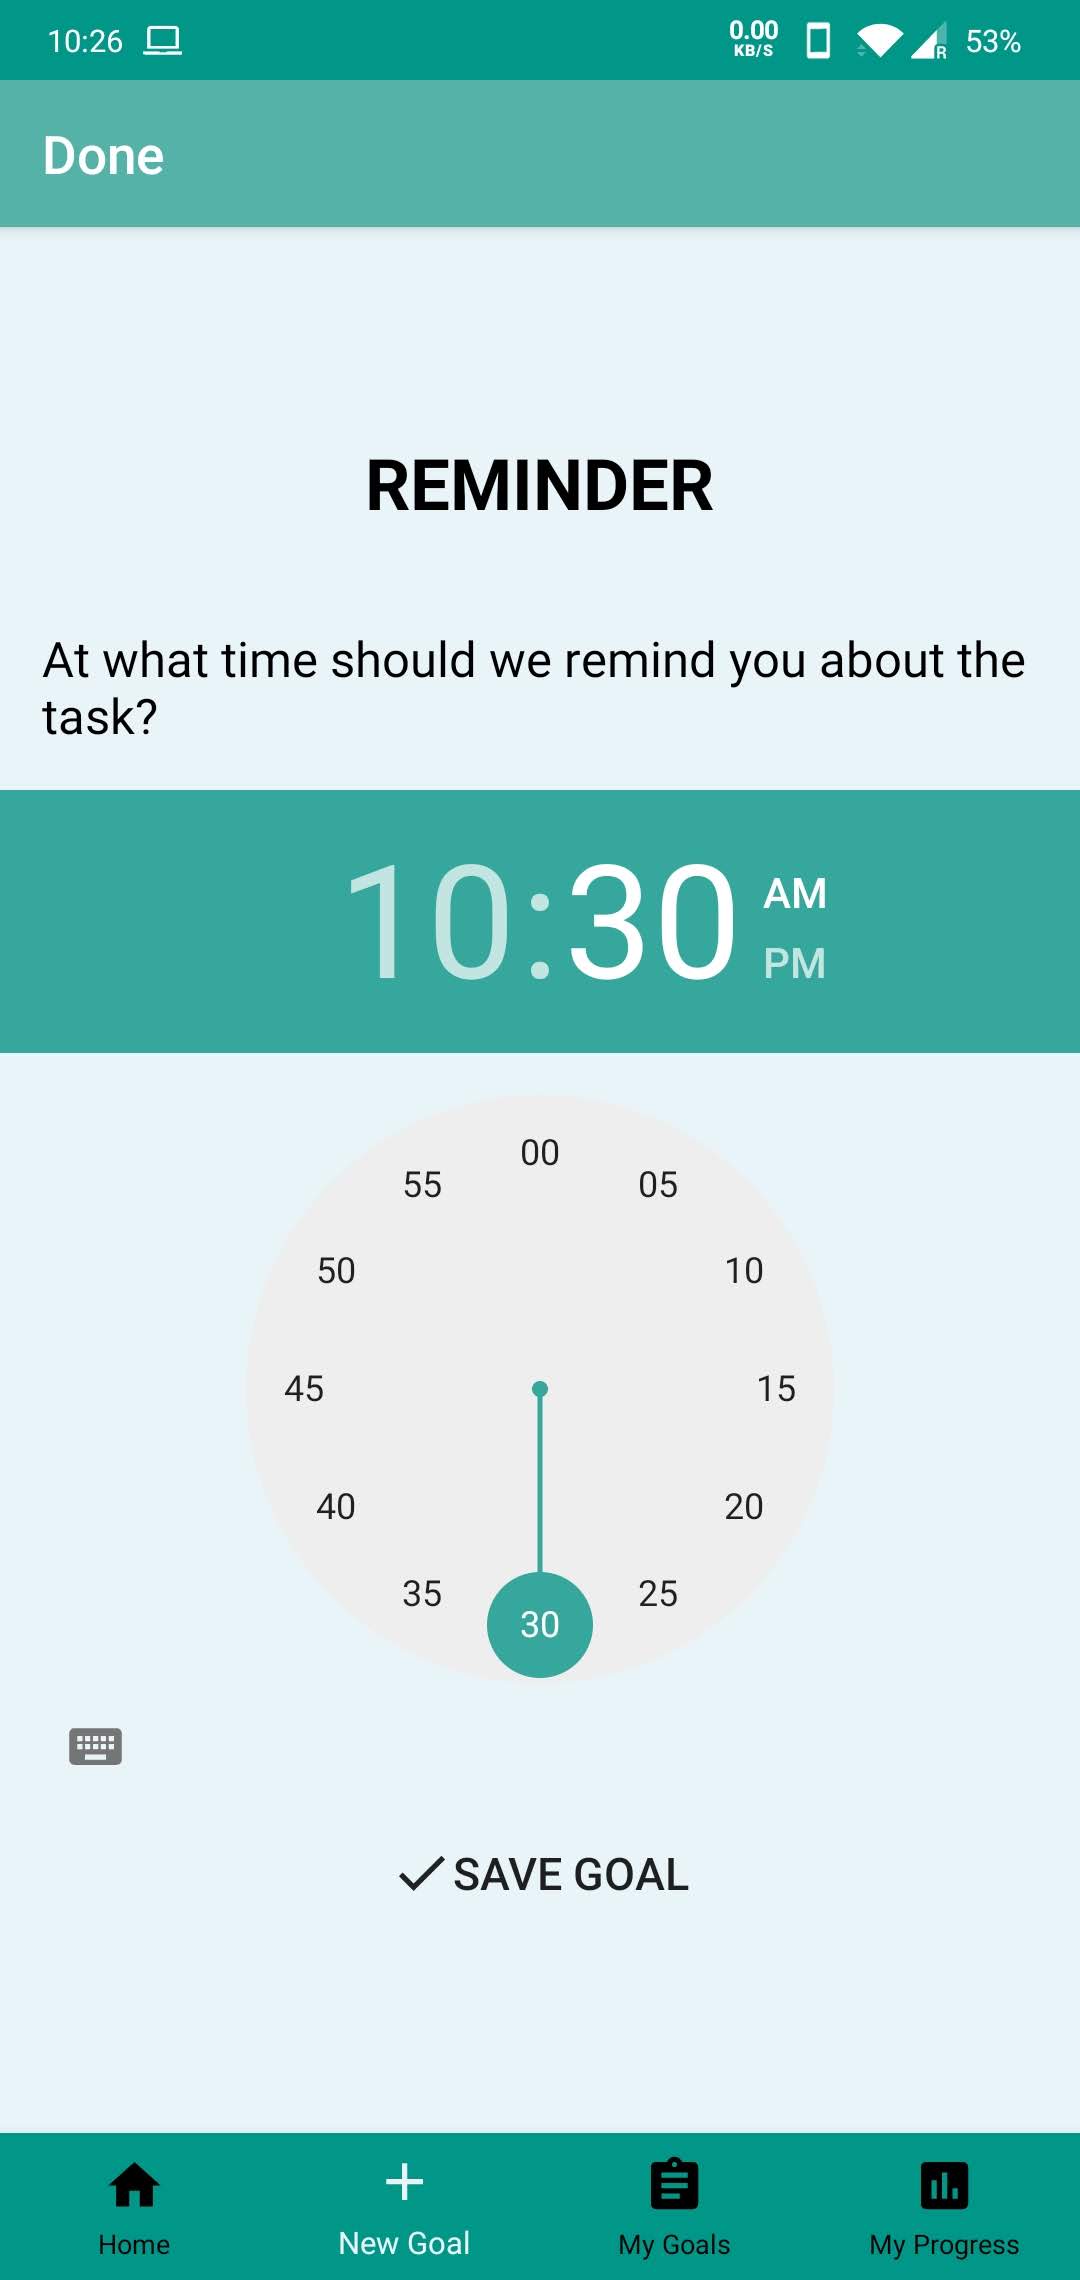 10:26
0.00
KB/S
R
53%
Done
REMINDER
At what time should we remind you about the
task?
10:30
AM
PM
00
55
05
50
10
45
15
40
20
35
25
30
SAVE GOAL
Home
New Goal
My Goals
My Progress